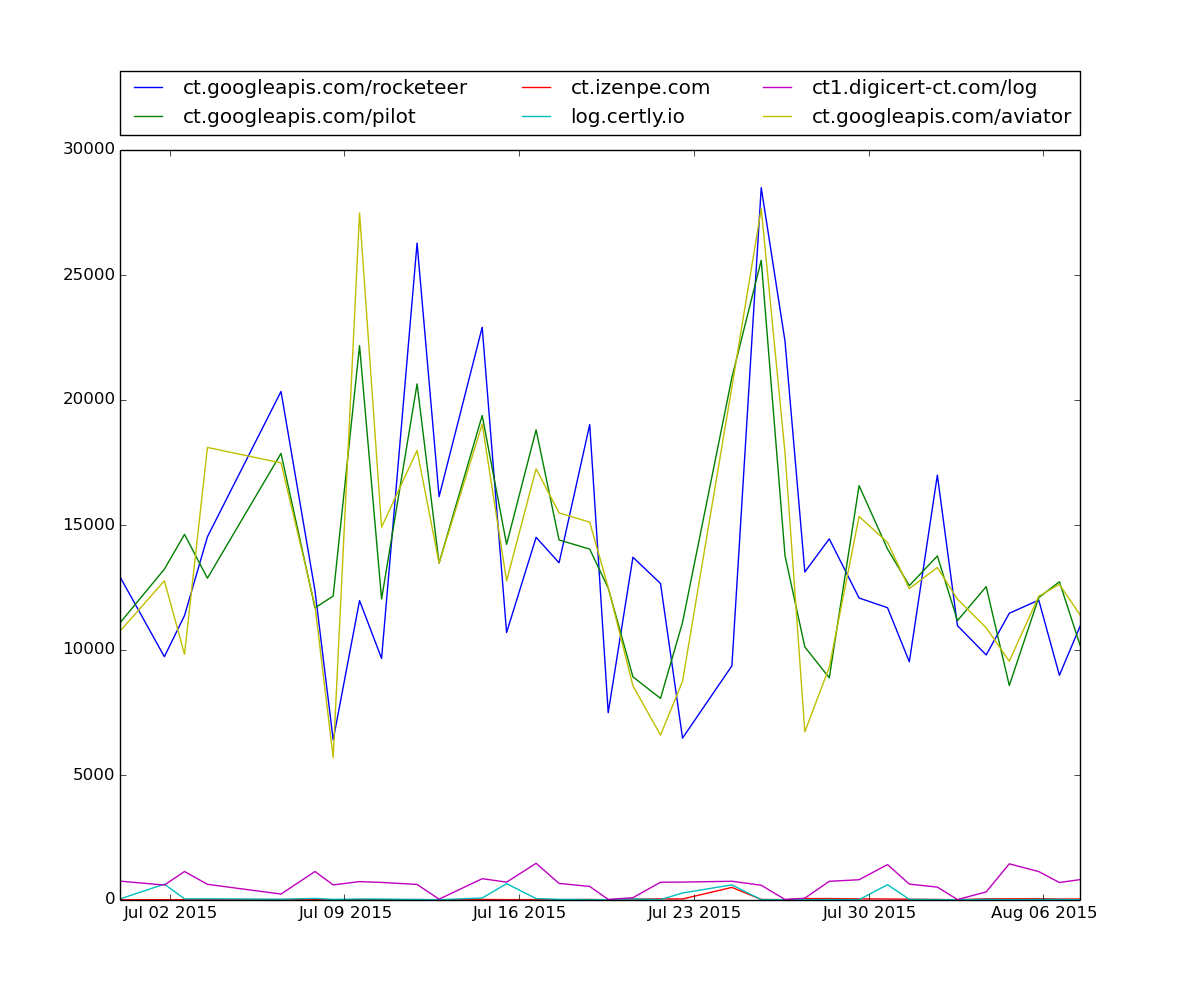 ct.googleapis.com/rocketeer ct.izenpe.com ct1.digicert-ct.com/log
ct.googleapis.com/pilot log.certly.io ct.googleapis.com/aviator
30000
25000
20000
15000
10000
5000
0
Jul 02 2015 Jul 09 2015 Jul 16 2015 Jul 23 2015 Jul 30 2015 Aug 06 2015